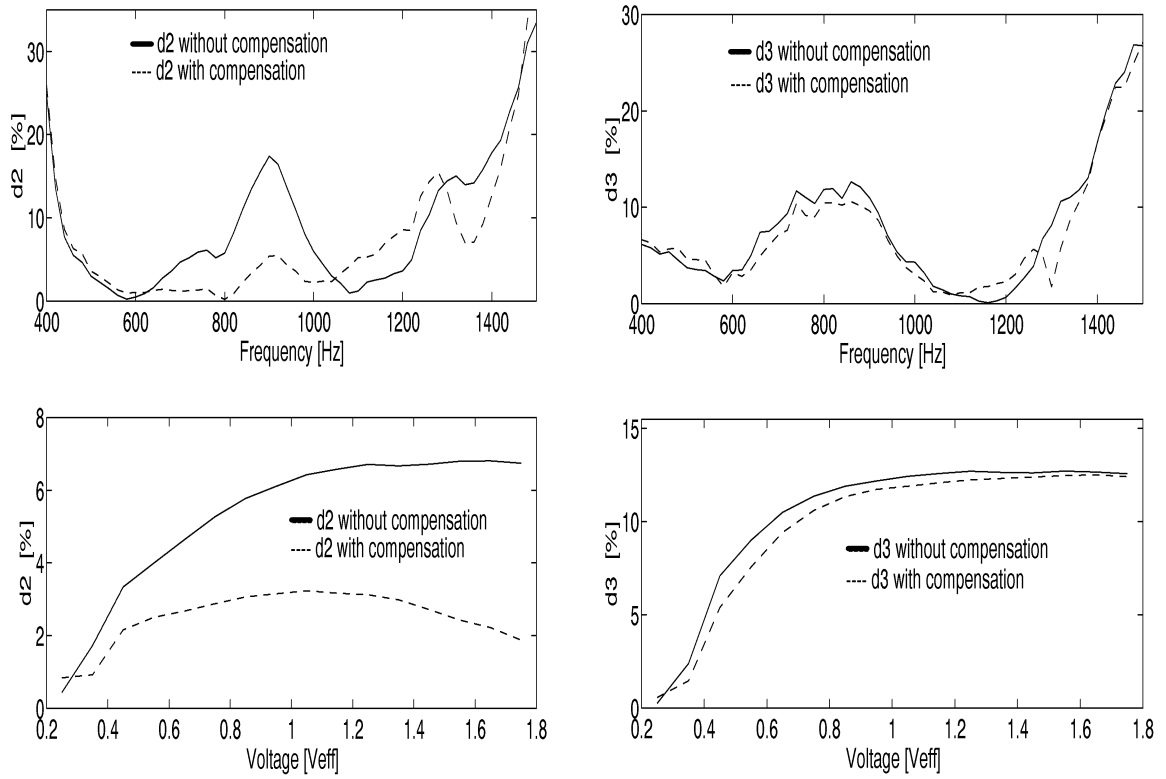 d2 [%]
30
20
10
0
d2 without compensation
d2 with compensation
400 600 800 1000 1200 1400
Frequency [Hz]
d3 [%]
30
20
10
0
d3 without compensation
d3 with compensation
400 600 800 1000 1200 1400
Frequency [Hz]
d2 [%]
8
6
4
2
0
d2 without compensation
d2 with compensation
0.2 0.4 0.6 0.8 1 1.2 1.4 1.6 1.8
Voltage [Veff]
d3 [%]
15
10
5
0
d3 without compensation
d3 with compensation
0.2 0.4 0.6 0.8 1 1.2 1.4 1.6 1.8
Voltage [Veff]